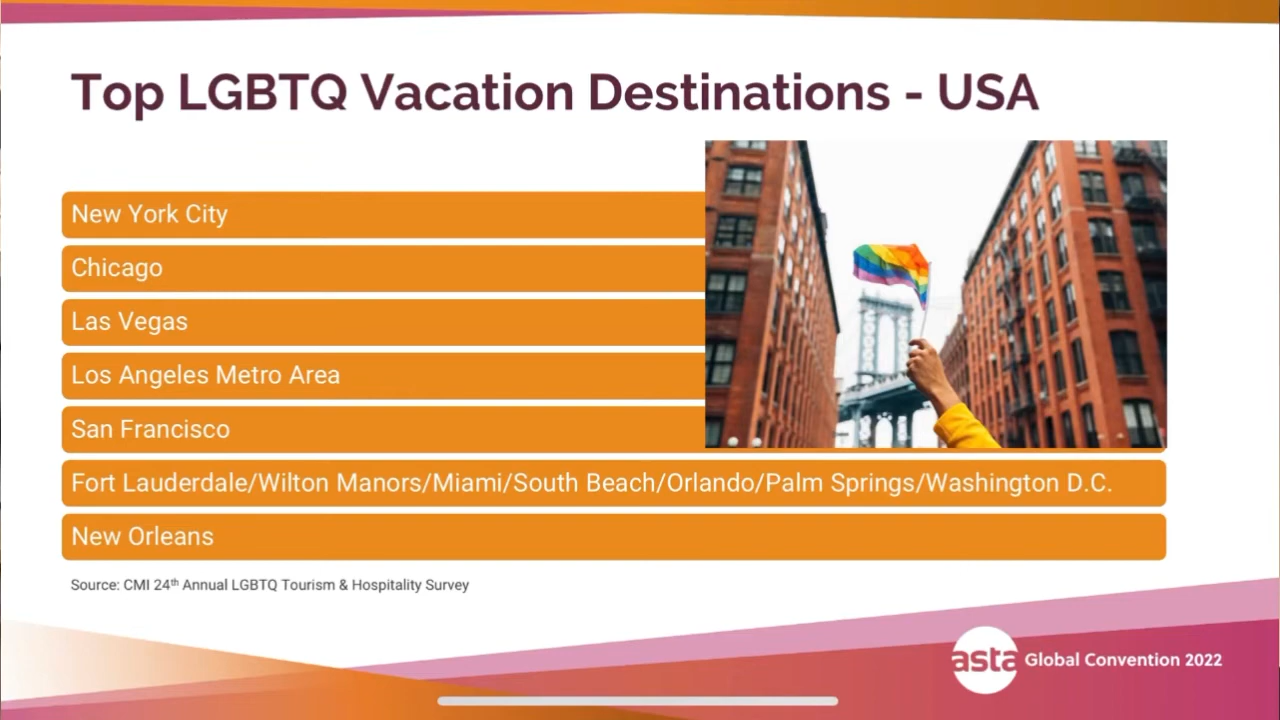 Top LGBTQ Vacation Destinations - USA
New York City
Chicago
Las Vegas
Los Angeles Metro Area
San Francisco
Fort Lauderdale/Wilton Manors/Miami/South Beach/Orlando/Palm Springs/Washington D.C.
New Orleans
Source: CMI 24th Annual LGBTQ Tourism & Hospitality Survey
asta Global Convention 2022